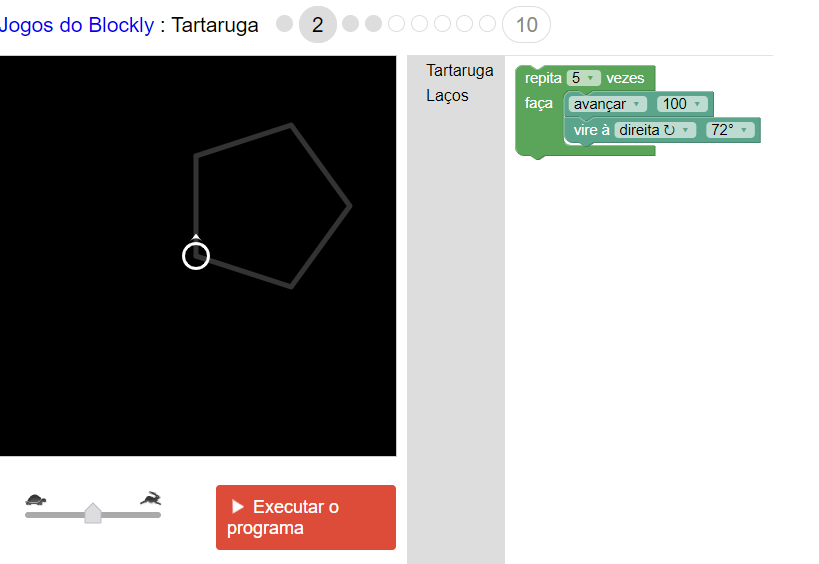 Jogos do Blockly : Tartaruga 2 10
Tartaruga
Laços
repita 5 vezes
faça avançar 100
vire à direita ↻ 72°
Executar o
programa